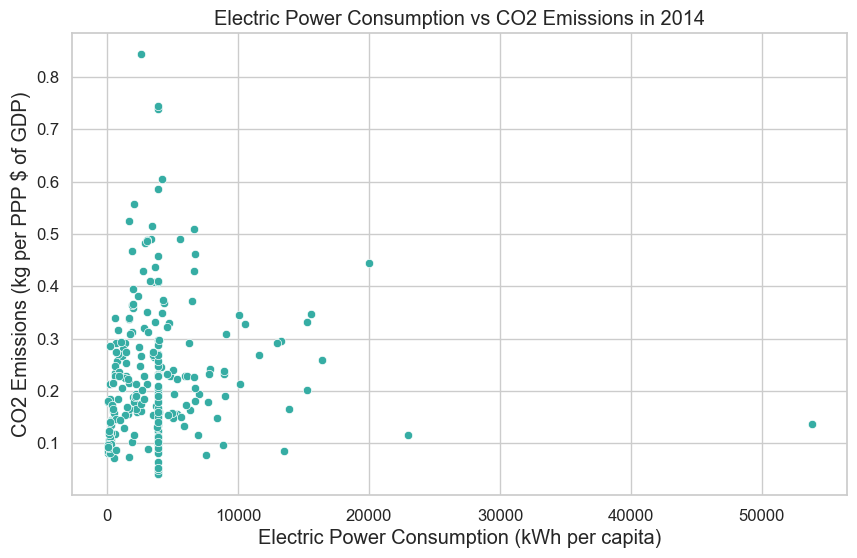 Electric Power Consumption vs CO2 Emissions in 2014
CO2 Emissions (kg per PPP $ of GDP)
0.8
0.7
0.6
0.5
0.4
0.3
0.2
0.1
0 10000 20000 30000 40000 50000
Electric Power Consumption (kWh per capita)